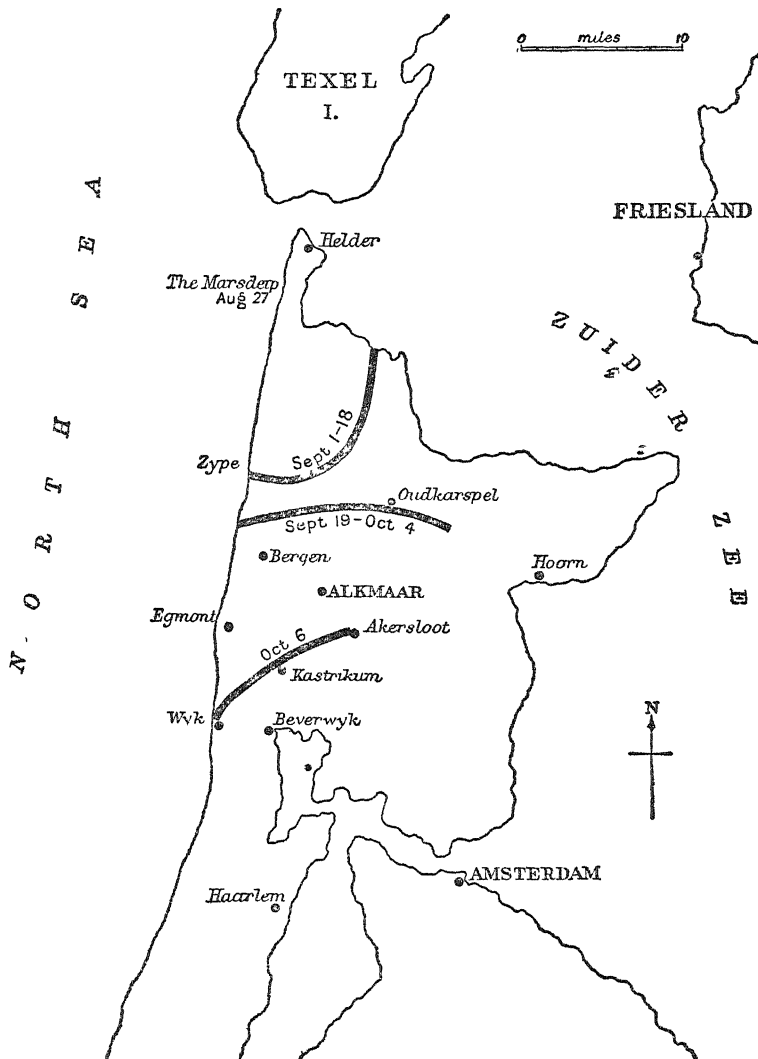 0 miles 10
TEXEL
I.
FRIESLAND
NORTH SEA
Helder
The Marsdiep
Aug 27
ZUIDER ZEE
Sept 1-18
Zype
Oudkarspel
Sept 19-Oct 4
Bergen
Hoorn
ALKMAAR
Egmont
Akersloot
Oct 6
Kastrikum
Wyk
Beverwyk
N
Haarlem
AMSTERDAM